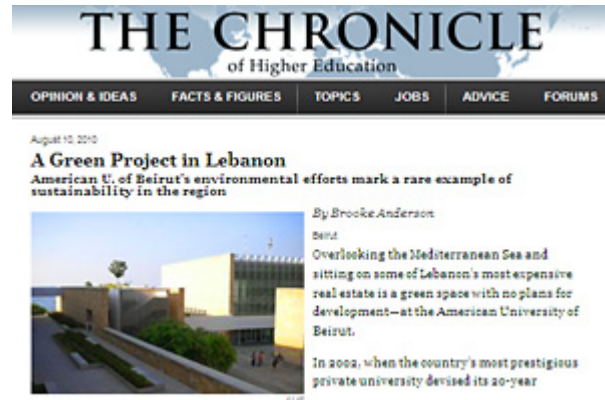 THE CHRONICLE
of Higher Education
OPINION & IDEAS FACTS & FIGURES TOPICS JOBS ADVICE FORUMS
August 10, 2010
A Green Project in Lebanon
American U. of Beirut's environmental efforts mark a rare example of
sustainability in the region
By Brooke Anderson
Beirut
Overlooking the Mediterranean Sea and
sitting on some of Lebanon's most expensive
real estate is a green space with no plans for
development—at the American University of
Beirut.
In 2002, when the country's most prestigious
private university devised its 20-year